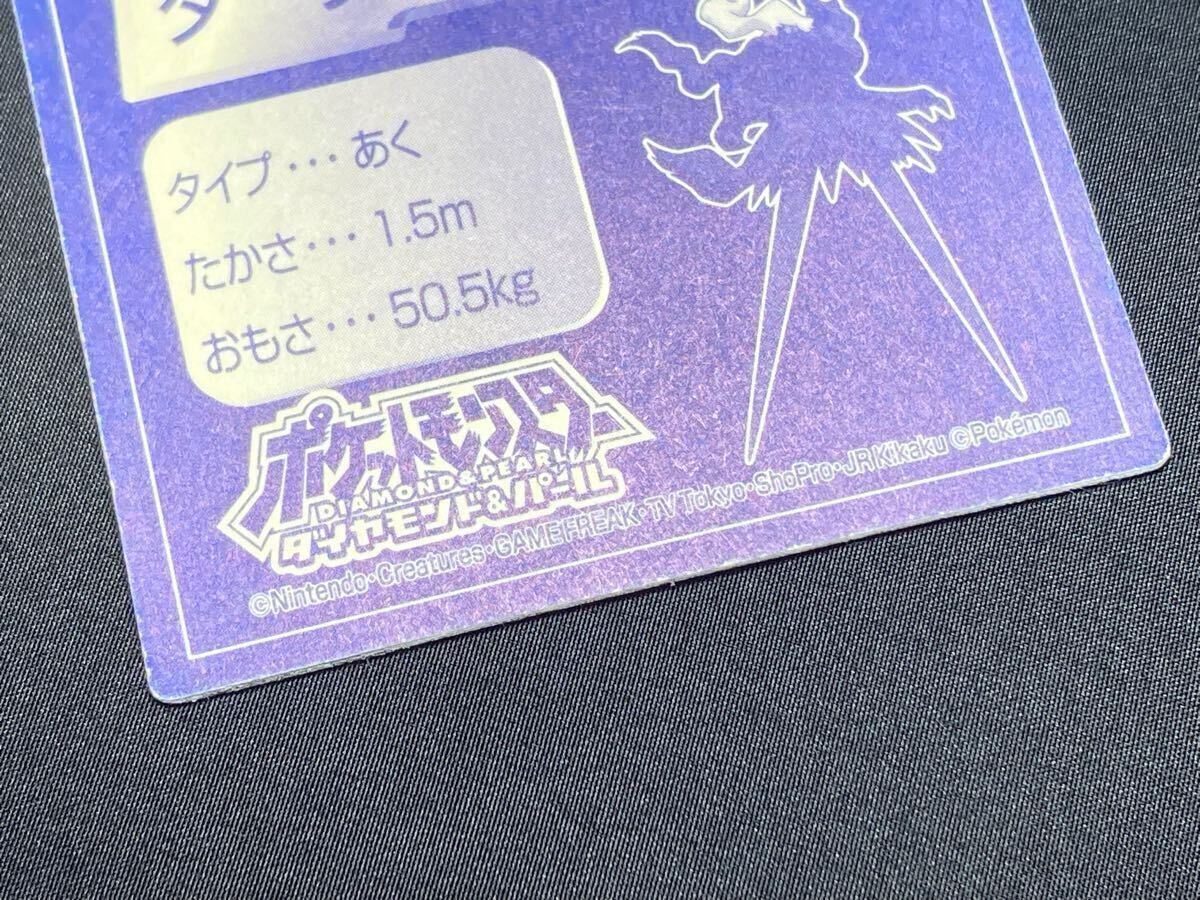 タイプ・・・あく
たかさ・・・1.5m
おもさ・・・50.5kg
ポケットモンスター
DIAMOND & PEARL
ダイヤモンド&パール
©Nintendo・Creatures・GAME FREAK・TV Tokyo・ShoPro・JR Kikaku ©Pokémon